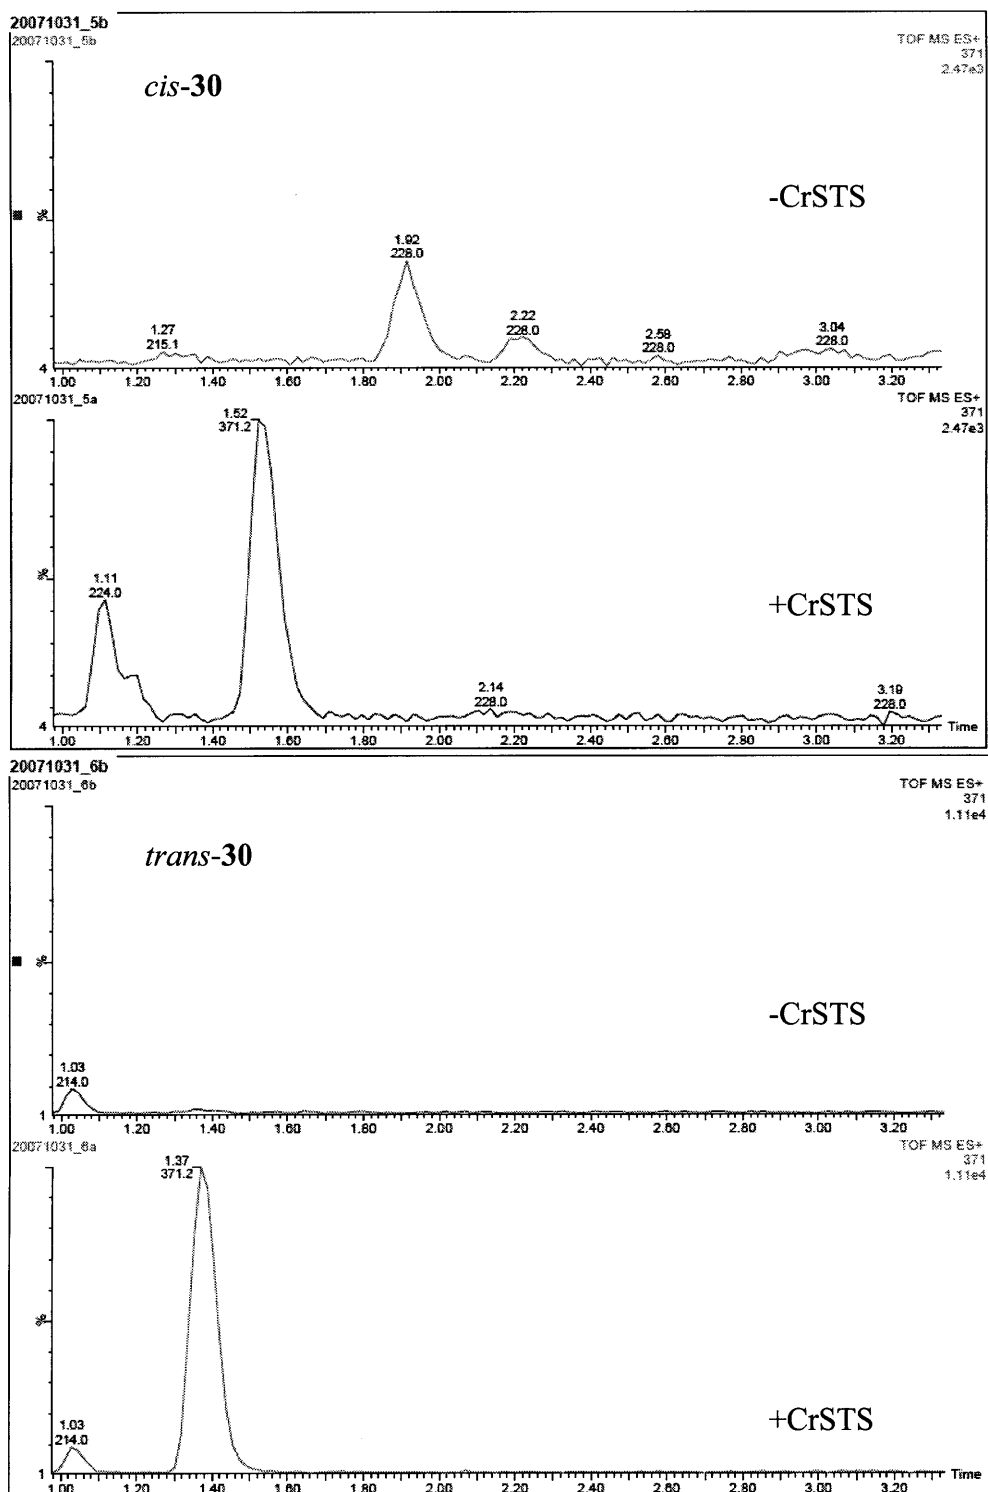 20071031_5b
20071031_5b
TOF MS ES+
371
2.47e3
cis-30
-CrSTS
%
1.92
228.0
1.27
215.1
2.22
228.0
2.58
228.0
3.04
228.0
4
1.00 1.20 1.40 1.60 1.80 2.00 2.20 2.40 2.60 2.80 3.00 3.20
20071031_5a
TOF MS ES+
371
2.47e3
1.52
371.2
%
1.11
224.0
+CrSTS
2.14
228.0
3.19
228.0
4
Time
1.00 1.20 1.40 1.60 1.80 2.00 2.20 2.40 2.60 2.80 3.00 3.20
20071031_6b
20071031_6b
TOF MS ES+
371
1.11e4
trans-30
%
-CrSTS
1.03
214.0
1
1.00 1.20 1.40 1.60 1.80 2.00 2.20 2.40 2.60 2.80 3.00 3.20
20071031_6a
TOF MS ES+
371
1.11e4
1.37
371.2
%
+CrSTS
1.03
214.0
1
Time
1.00 1.20 1.40 1.60 1.80 2.00 2.20 2.40 2.60 2.80 3.00 3.20